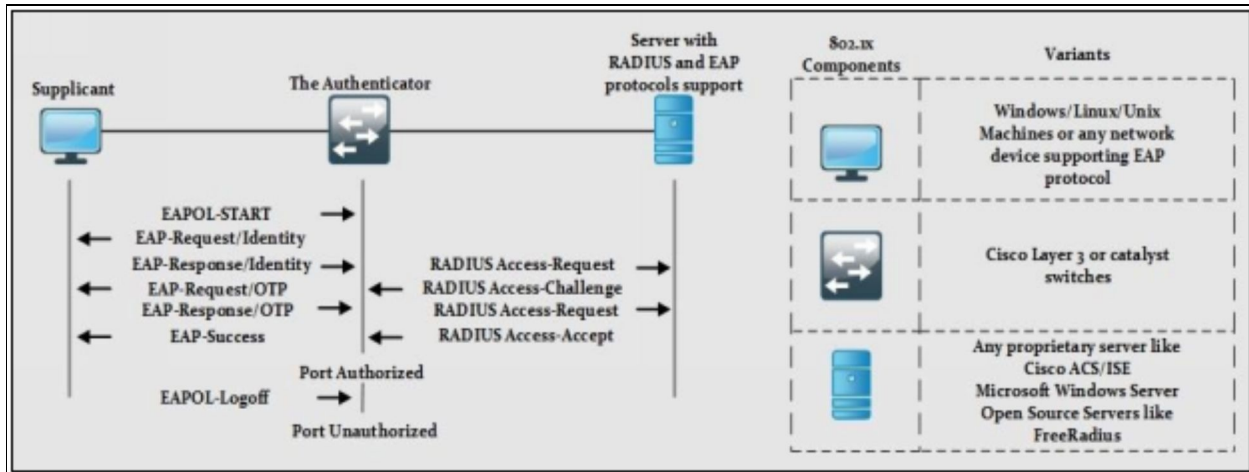 Supplicant
The Authenticator
Server with
RADIUS and EAP
protocols support
EAPOL-START
EAP-Request/Identity
EAP-Response/Identity
RADIUS Access-Request
EAP-Request/OTP
RADIUS Access-Challenge
EAP-Response/OTP
RADIUS Access-Request
EAP-Success
RADIUS Access-Accept
Port Authorized
EAPOL-Logoff
Port Unauthorized
802.1x
Components
Variants
Windows/Linux/Unix
Machines or any network
device supporting EAP
protocol
Cisco Layer 3 or catalyst
switches
Any proprietary server like
Cisco ACS/ISE
Microsoft Windows Server
Open Source Servers like
FreeRadius